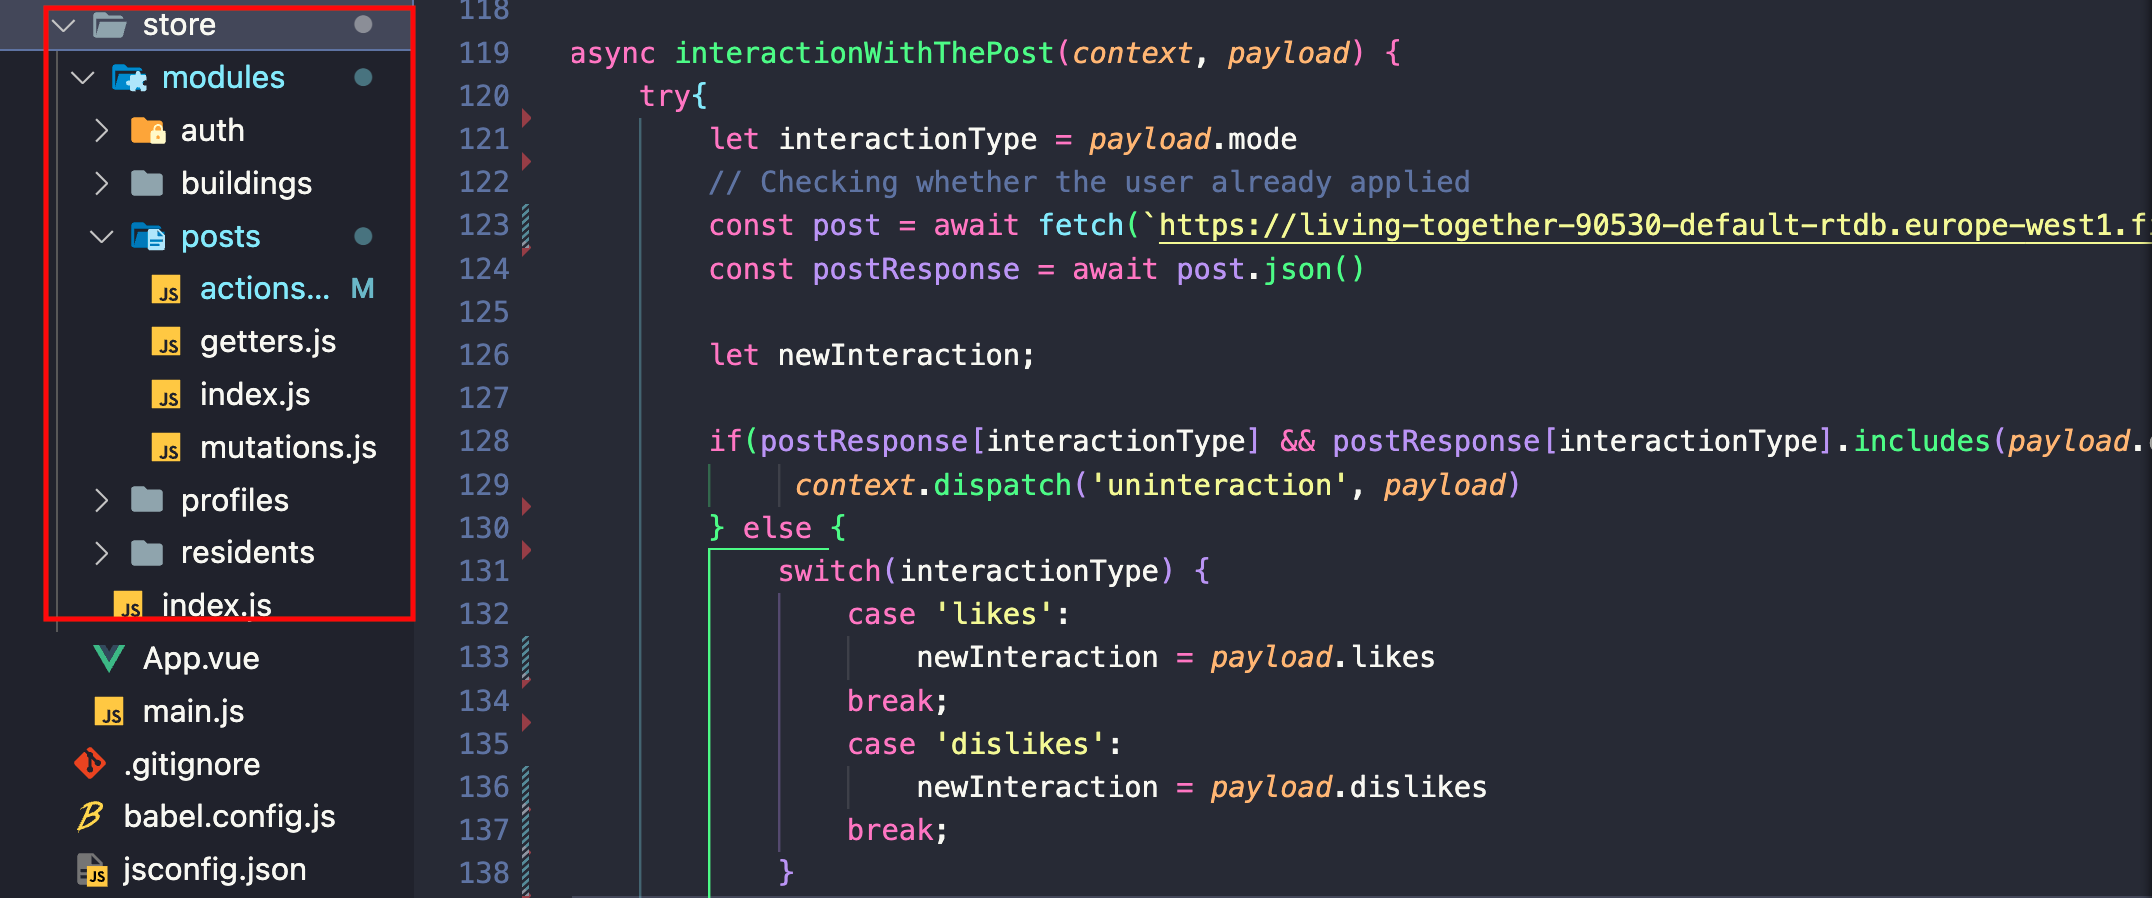 store
modules
auth
buildings
posts
actions... M
getters.js
index.js
mutations.js
profiles
residents
index.js
App.vue
main.js
.gitignore
babel.config.js
jsconfig.json
118
119 async interactionWithThePost(context, payload) {
120 try{
121 let interactionType = payload.mode
122 // Checking whether the user already applied
123 const post = await fetch(`https://living-together-90530-default-rtdb.europe-west1.f
124 const postResponse = await post.json()
125
126 let newInteraction;
127
128 if(postResponse[interactionType] && postResponse[interactionType].includes(payload.
129 context.dispatch('uninteraction', payload)
130 } else {
131 switch(interactionType) {
132 case 'likes':
133 newInteraction = payload.likes
134 break;
135 case 'dislikes':
136 newInteraction = payload.dislikes
137 break;
138 }